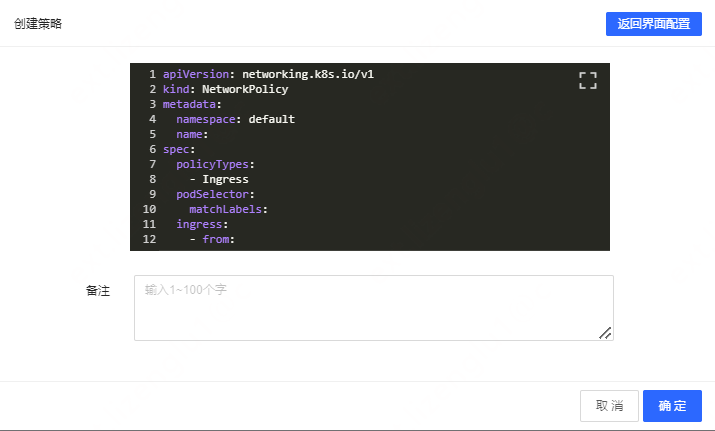 创建策略
返回界面配置
1 apiVersion: networking.k8s.io/v1
2 kind: NetworkPolicy
3 metadata:
4   namespace: default
5   name:
6 spec:
7   policyTypes:
8     - Ingress
9   podSelector:
10     matchLabels:
11   ingress:
12     - from:
备注
输入1~100个字
取消
确定